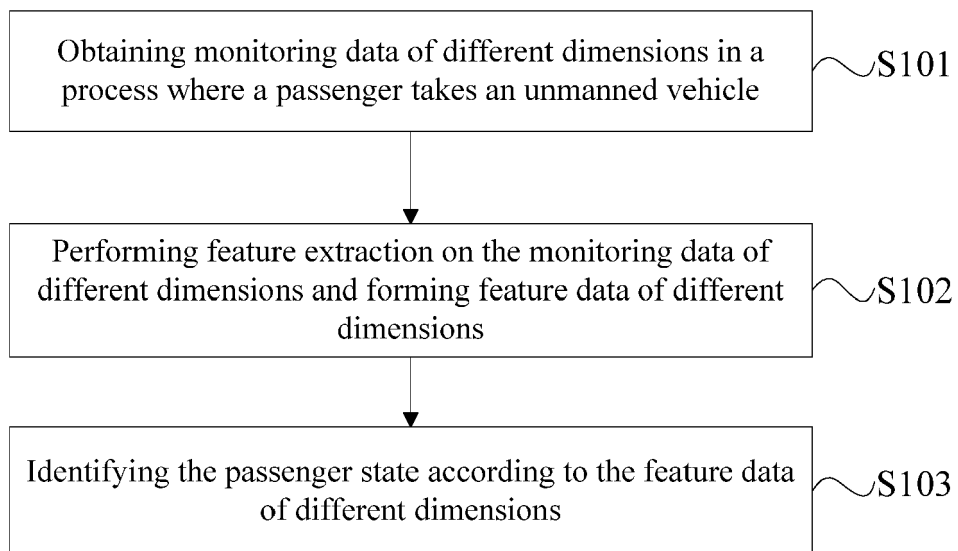 Obtaining monitoring data of different dimensions in a
process where a passenger takes an unmanned vehicle
S101
Performing feature extraction on the monitoring data of
different dimensions and forming feature data of different
dimensions
S102
Identifying the passenger state according to the feature data
of different dimensions
S103